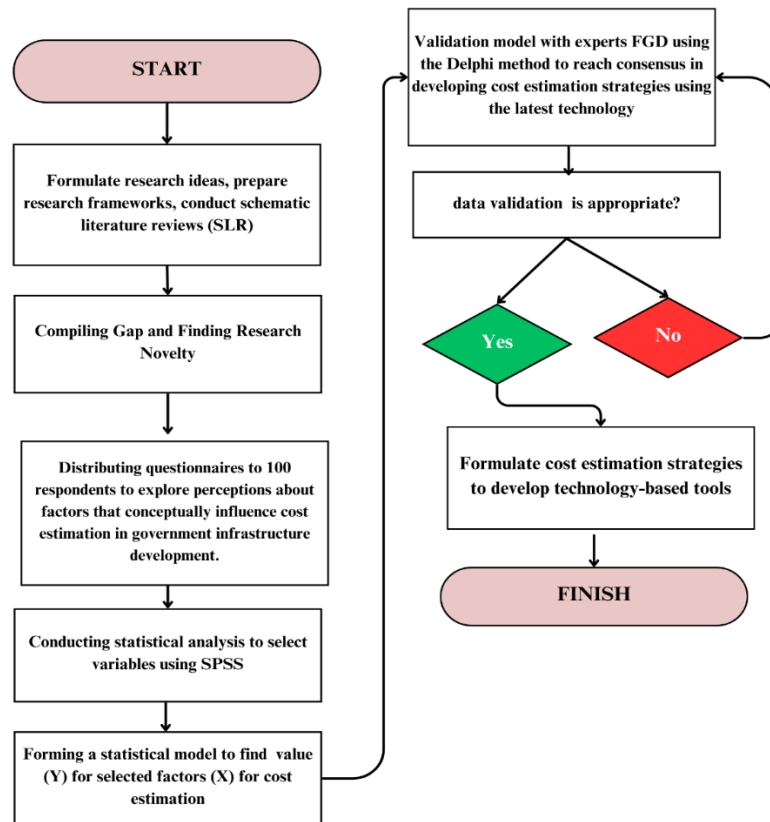 START
Formulate research ideas, prepare
research frameworks, conduct schematic
literature reviews (SLR)
Compiling Gap and Finding Research
Novelty
Distributing questionnaires to 100
respondents to explore perceptions about
factors that conceptually influence cost
estimation in government infrastructure
development.
Conducting statistical analysis to select
variables using SPSS
Forming a statistical model to find value
(Y) for selected factors (X) for cost
estimation
Validation model with experts FGD using
the Delphi method to reach consensus in
developing cost estimation strategies using
the latest technology
data validation is appropriate?
Yes
No
Formulate cost estimation strategies
to develop technology-based tools
FINISH